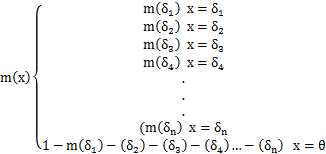 m(δ₁) x = δ₁
m(δ₂) x = δ₂
m(δ₃) x = δ₃
m(δ₄) x = δ₄
m(x)
.
.
.
(m(δₙ) x = δₙ
1 − m(δ₁) − (δ₂) − (δ₃) − (δ₄) … − (δₙ) x = θ